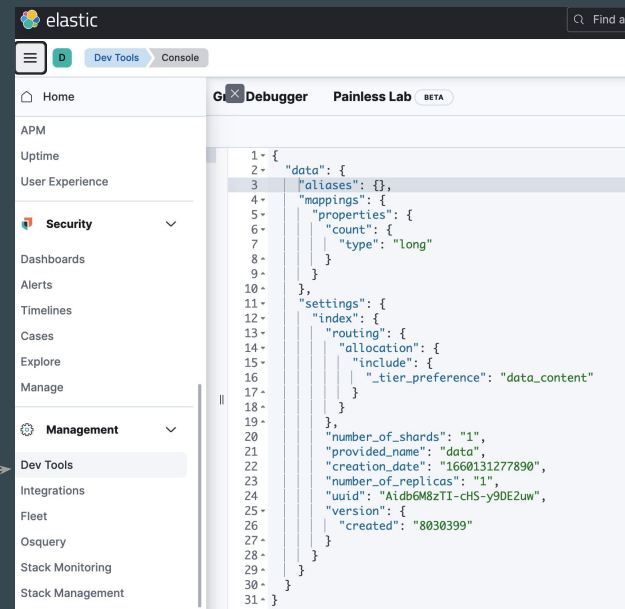 elastic
Find a
D
Dev Tools
Console
Home
APM
Uptime
User Experience
Security
Dashboards
Alerts
Timelines
Cases
Explore
Manage
Management
Dev Tools
Integrations
Fleet
Osquery
Stack Monitoring
Stack Management
Debugger
Painless Lab
BETA
1 {
2 "data": {
3 "aliases": {},
4 "mappings": {
5 "properties": {
6 "count": {
7 "type": "long"
8 }
9 }
10 },
11 "settings": {
12 "index": {
13 "routing": {
14 "allocation": {
15 "include": {
16 "_tier_preference": "data_content"
17 }
18 }
19 },
20 "number_of_shards": "1",
21 "provided_name": "data",
22 "creation_date": "1660131277890",
23 "number_of_replicas": "1",
24 "uuid": "Aidb6M8zTI-cHS-y9DE2uw",
25 "version": {
26 "created": "8030399"
27 }
28 }
29 }
30 }
31 }